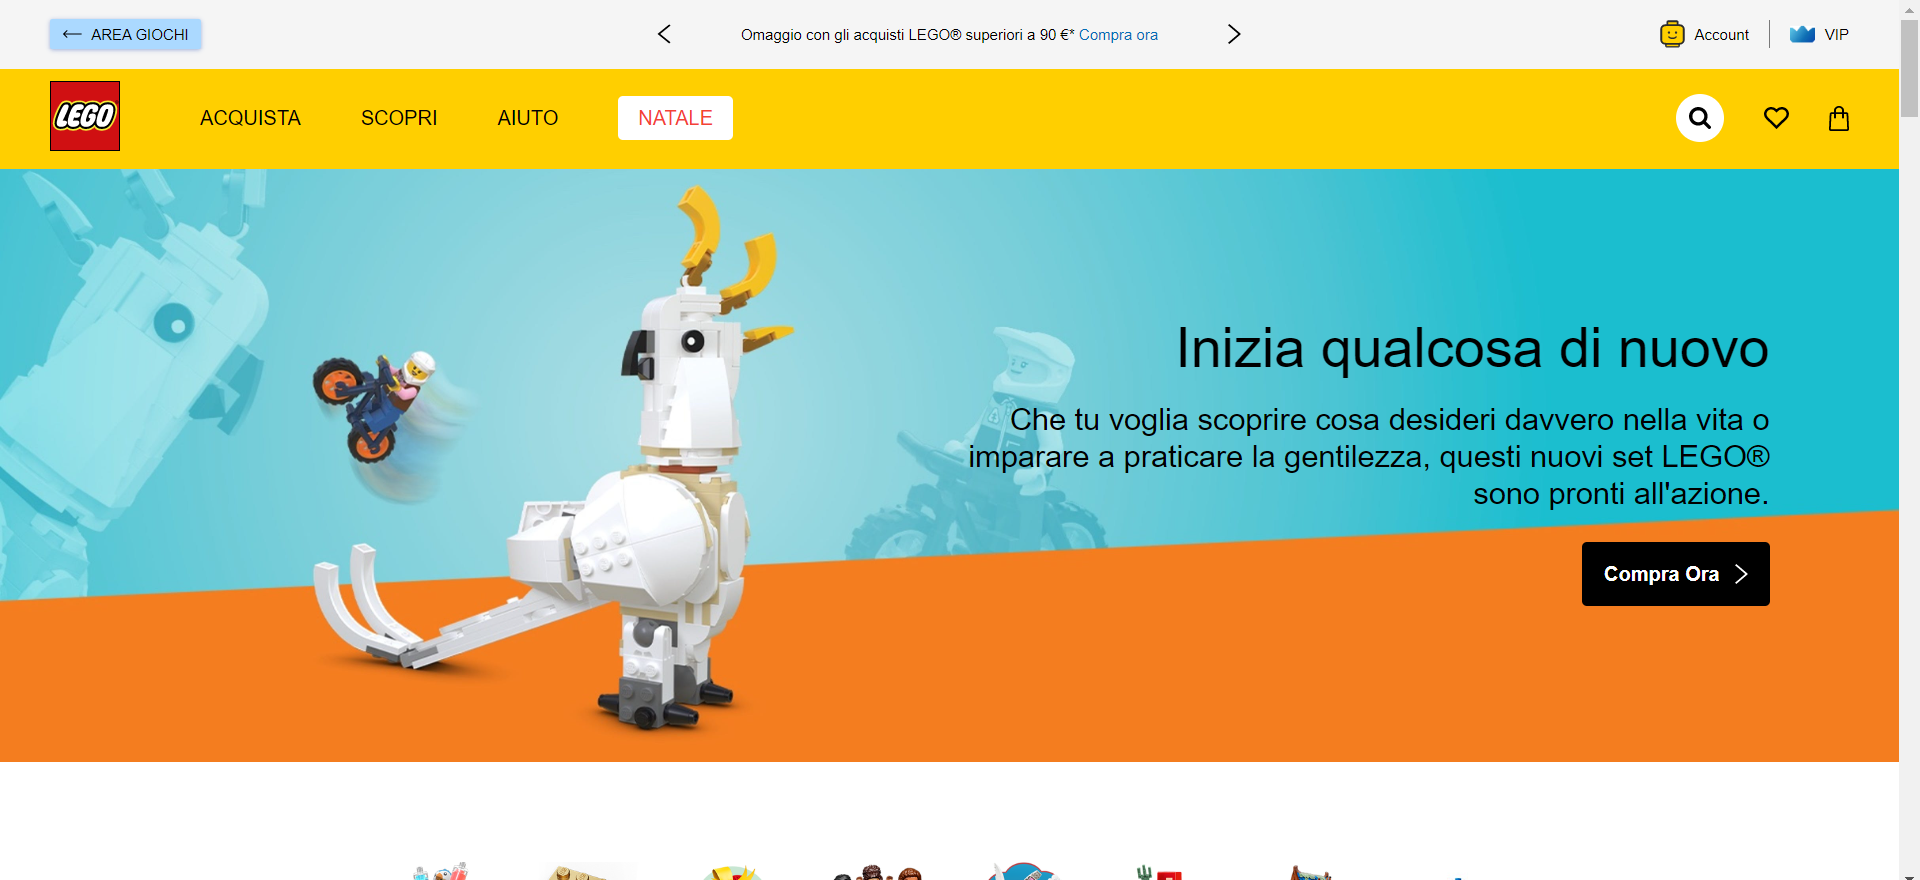 AREA GIOCHI
Omaggio con gli acquisti LEGO® superiori a 90 €* Compra ora
Account
VIP
LEGO
ACQUISTA
SCOPRI
AIUTO
NATALE
Inizia qualcosa di nuovo
Che tu voglia scoprire cosa desideri davvero nella vita o
imparare a praticare la gentilezza, questi nuovi set LEGO®
sono pronti all'azione.
Compra Ora